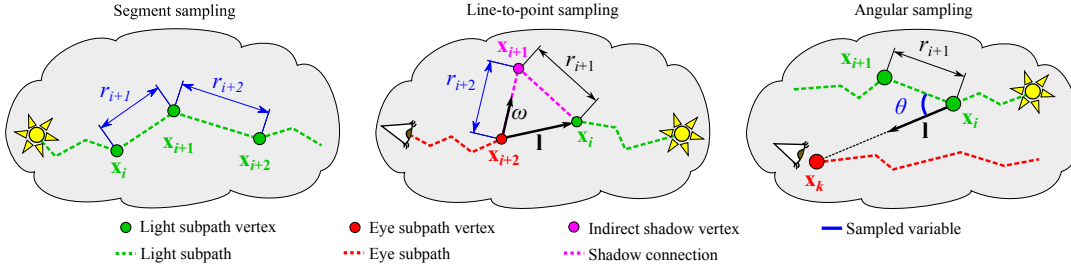 Segment sampling
Line-to-point sampling
Angular sampling
r_{i+1}
r_{i+2}
x_i
x_{i+1}
x_{i+2}
x_{i+1}
r_{i+1}
r_{i+2}
ω
l
x_{i+2}
x_i
x_{i+1}
r_{i+1}
θ
l
x_i
x_k
Light subpath vertex
Eye subpath vertex
Indirect shadow vertex
Sampled variable
Light subpath
Eye subpath
Shadow connection